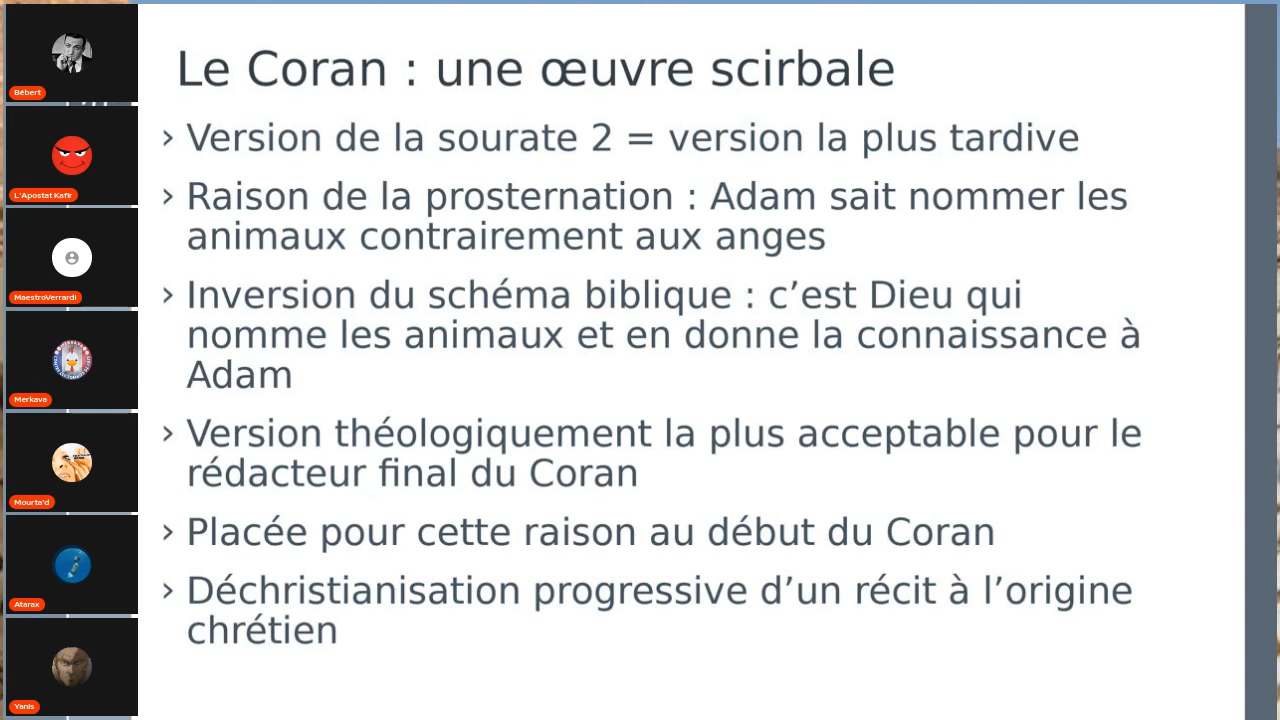 Le Coran : une œuvre scirbale
› Version de la sourate 2 = version la plus tardive
› Raison de la prosternation : Adam sait nommer les
animaux contrairement aux anges
› Inversion du schéma biblique : c’est Dieu qui
nomme les animaux et en donne la connaissance à
Adam
› Version théologiquement la plus acceptable pour le
rédacteur final du Coran
› Placée pour cette raison au début du Coran
› Déchristianisation progressive d’un récit à l’origine
chrétien
Bébert
L'Apostat Kafir
MaestroVerrardi
Merkava
Mourta'd
Atarax
Yanis